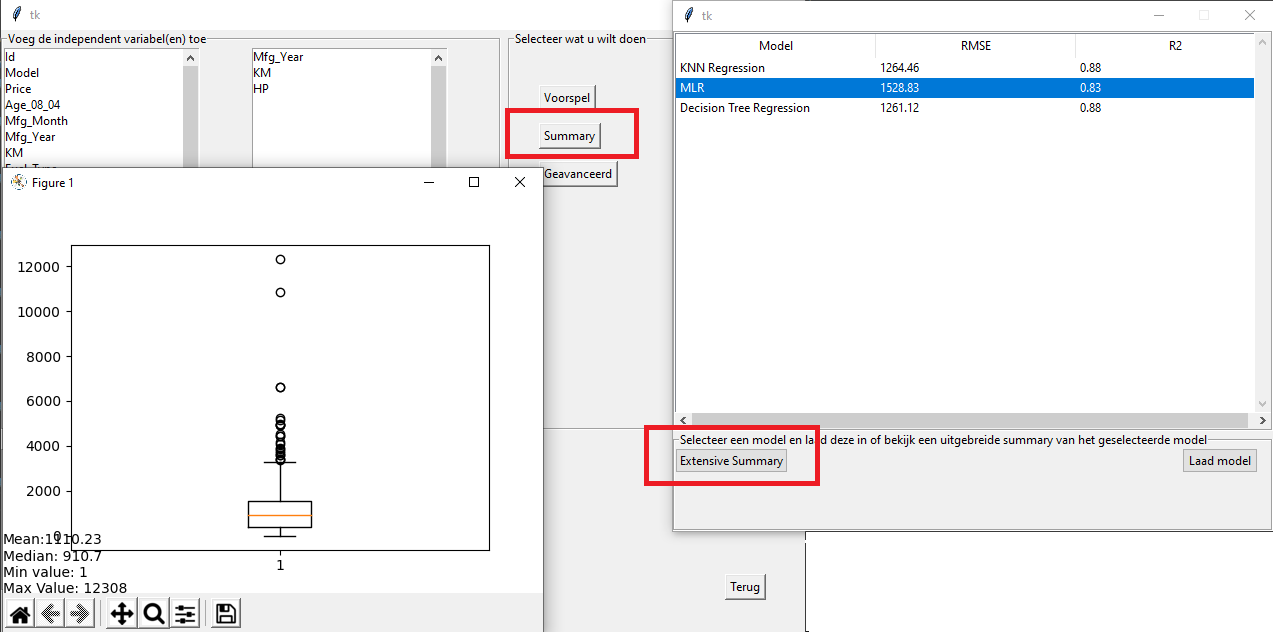 tk
Voeg de independent variabel(en) toe
Id
Model
Price
Age_08_04
Mfg_Month
Mfg_Year
KM
Mfg_Year
KM
HP
Selecteer wat u wilt doen
Voorspel
Summary
Geavanceerd
Terug
Figure 1
12000
10000
8000
6000
4000
2000
0
1
Mean:1110.23
Median: 910.7
Min value: 1
Max Value: 12308
tk
Model RMSE R2
KNN Regression 1264.46 0.88
MLR 1528.83 0.83
Decision Tree Regression 1261.12 0.88
Selecteer een model en laad deze in of bekijk een uitgebreide summary van het geselecteerde model
Extensive Summary
Laad model